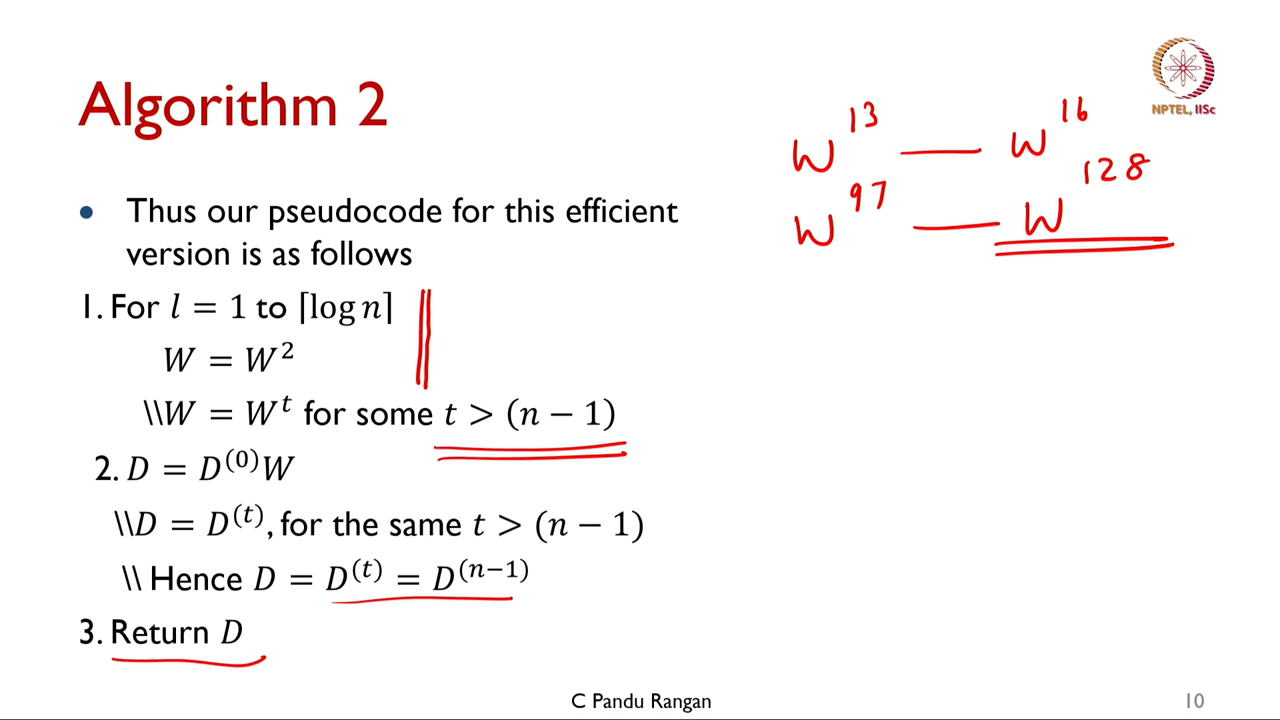 Algorithm 2
NPTEL, IISc
W^13 — W^16
W^97 — W^128
• Thus our pseudocode for this efficient
version is as follows
1. For l = 1 to ⌈log n⌉
W = W^2
\\W = W^t for some t > (n − 1)
2. D = D^(0)W
\\D = D^(t), for the same t > (n − 1)
\\ Hence D = D^(t) = D^(n−1)
3. Return D
C Pandu Rangan
10